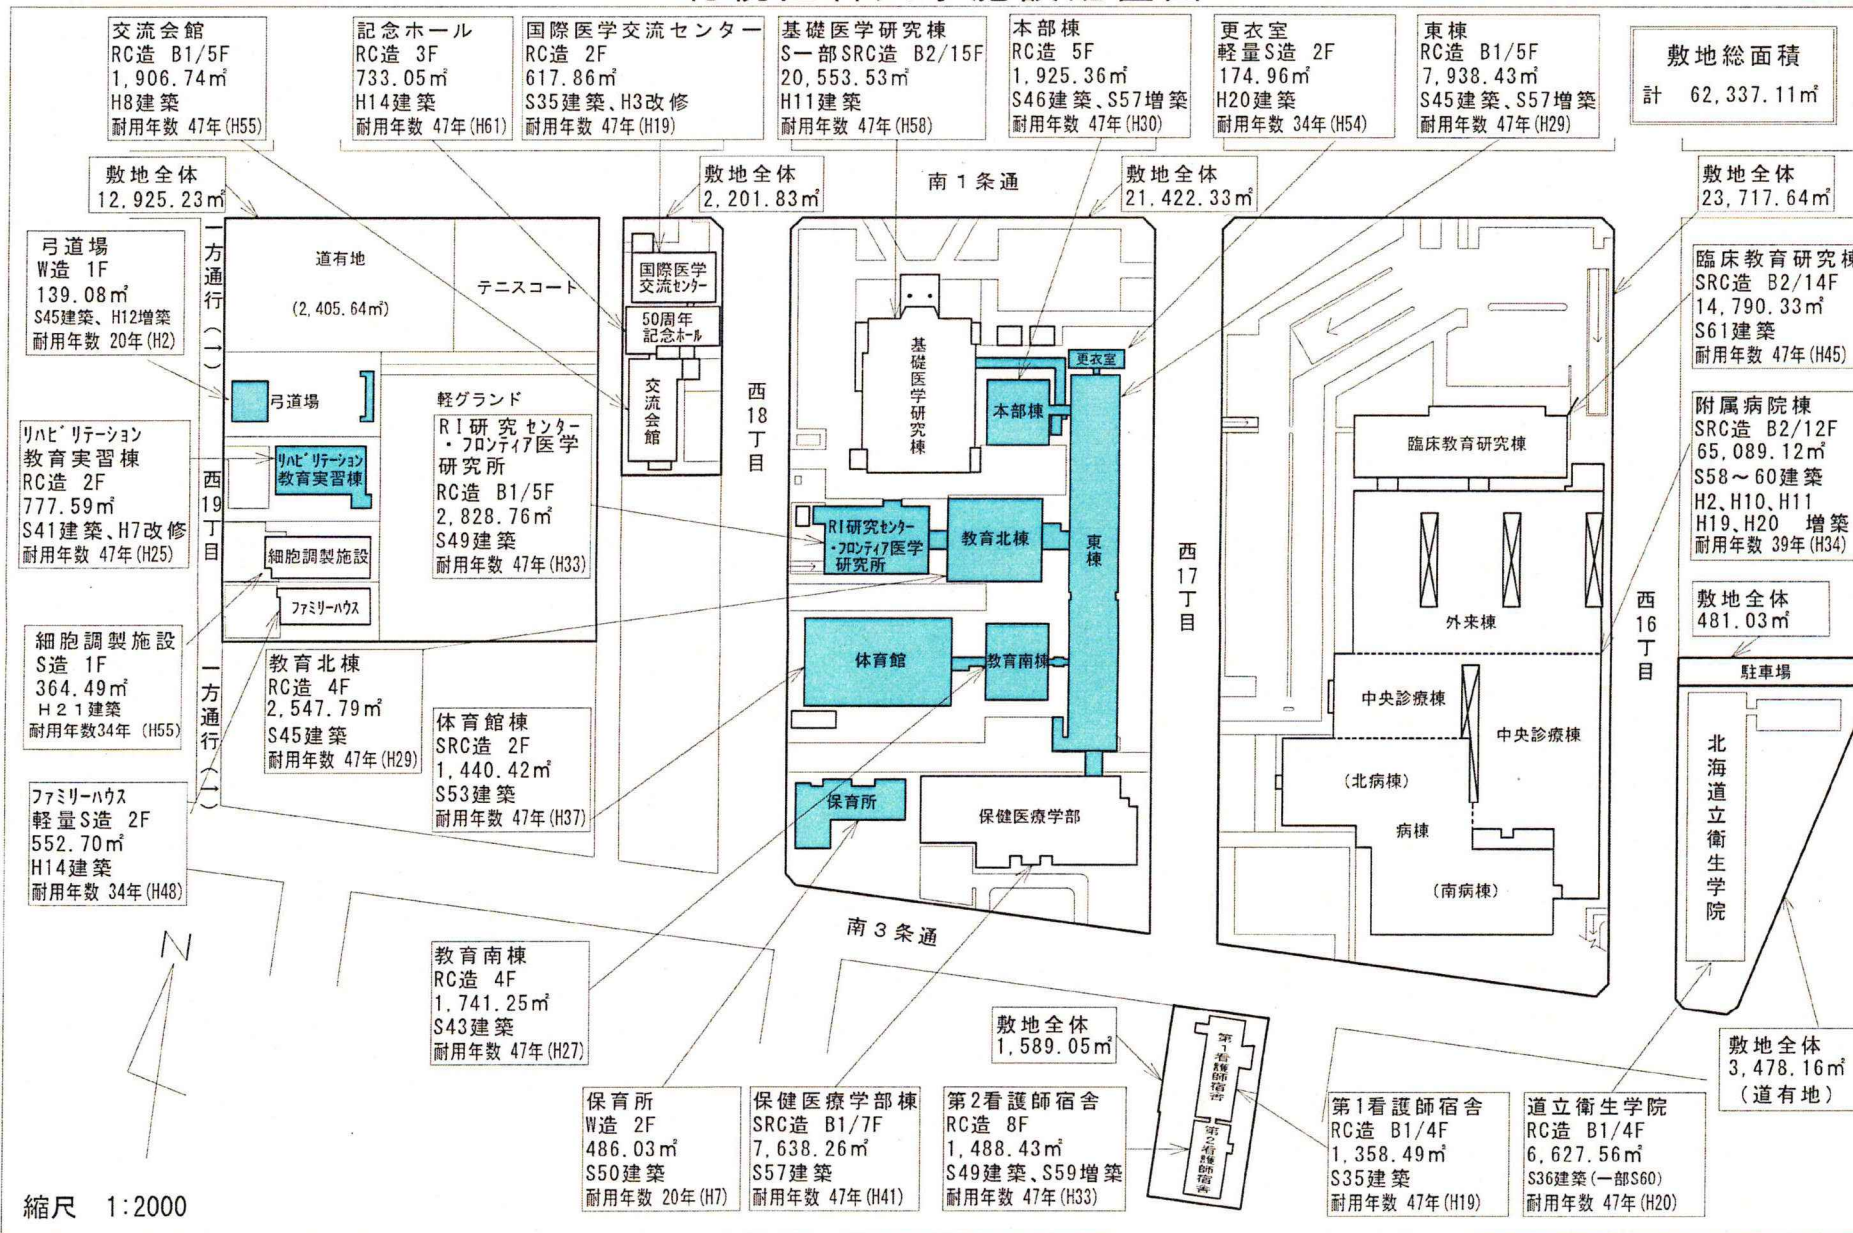 交流会館
RC造 B1/5F
1,906.74㎡
H8建築
耐用年数 47年(H55)
記念ホール
RC造 3F
733.05㎡
H14建築
耐用年数 47年(H61)
国際医学交流センター
RC造 2F
617.86㎡
S35建築、H3改修
耐用年数 47年(H19)
基礎医学研究棟
S一部SRC造 B2/15F
20,553.53㎡
H11建築
耐用年数 47年(H58)
本部棟
RC造 5F
1,925.36㎡
S46建築、S57増築
耐用年数 47年(H30)
更衣室
軽量S造 2F
174.96㎡
H20建築
耐用年数 34年(H54)
東棟
RC造 B1/5F
7,938.43㎡
S45建築、S57増築
耐用年数 47年(H29)
敷地総面積
計 62,337.11㎡
敷地全体
12,925.23㎡
敷地全体
2,201.83㎡
南1条通
敷地全体
21,422.33㎡
敷地全体
23,717.64㎡
弓道場
W造 1F
139.08㎡
S45建築、H12増築
耐用年数 20年(H2)
一方通行(→)
道有地
(2,405.64㎡)
テニスコート
国際医学
交流センター
50周年
記念ホール
交流会館
西18丁目
基礎医学研究棟
更衣室
本部棟
東棟
臨床教育研究棟
SRC造 B2/14F
14,790.33㎡
S61建築
耐用年数 47年(H45)
弓道場
軽グランド
リハビリテーション
教育実習棟
RC造 2F
777.59㎡
S41建築、H7改修
耐用年数 47年(H25)
西19丁目
リハビリテーション
教育実習棟
RI研究センター
・フロンティア医学
研究所
RC造 B1/5F
2,828.76㎡
S49建築
耐用年数 47年(H33)
RI研究センター
・フロンティア医学
研究所
教育北棟
西17丁目
臨床教育研究棟
附属病院棟
SRC造 B2/12F
65,089.12㎡
S58～60建築
H2、H10、H11
H19、H20 増築
耐用年数 39年(H34)
細胞調製施設
ファミリーハウス
外来棟
西16丁目
敷地全体
481.03㎡
細胞調製施設
S造 1F
364.49㎡
H21建築
耐用年数34年 (H55)
一方通行(→)
教育北棟
RC造 4F
2,547.79㎡
S45建築
耐用年数 47年(H29)
体育館棟
SRC造 2F
1,440.42㎡
S53建築
耐用年数 47年(H37)
体育館
教育南棟
中央診療棟
中央診療棟
駐車場
北海道立衛生学院
ファミリーハウス
軽量S造 2F
552.70㎡
H14建築
耐用年数 34年(H48)
保育所
保健医療学部
(北病棟)
病棟
(南病棟)
N
教育南棟
RC造 4F
1,741.25㎡
S43建築
耐用年数 47年(H27)
南3条通
敷地全体
1,589.05㎡
第1看護師宿舎
第2看護師宿舎
敷地全体
3,478.16㎡
(道有地)
保育所
W造 2F
486.03㎡
S50建築
耐用年数 20年(H7)
保健医療学部棟
SRC造 B1/7F
7,638.26㎡
S57建築
耐用年数 47年(H41)
第2看護師宿舎
RC造 8F
1,488.43㎡
S49建築、S59増築
耐用年数 47年(H33)
第1看護師宿舎
RC造 B1/4F
1,358.49㎡
S35建築
耐用年数 47年(H19)
道立衛生学院
RC造 B1/4F
6,627.56㎡
S36建築(一部S60)
耐用年数 47年(H20)
縮尺 1:2000